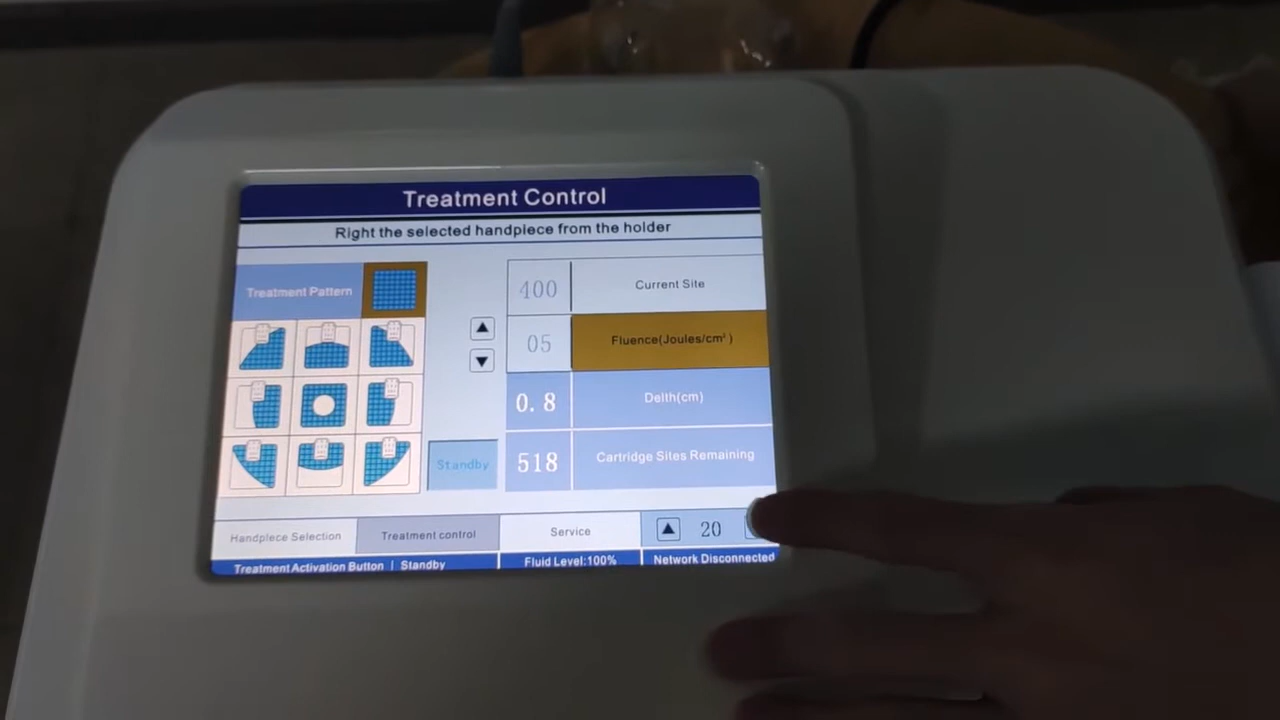 Treatment Control
Right the selected handpiece from the holder
Treatment Pattern
400 Current Site
05 Fluence(Joules/cm²)
0.8 Delth(cm)
Standby
518 Cartridge Sites Remaining
Handpiece Selection Treatment control Service 20
Treatment Activation Button | Standby Fluid Level:100% Network Disconnected